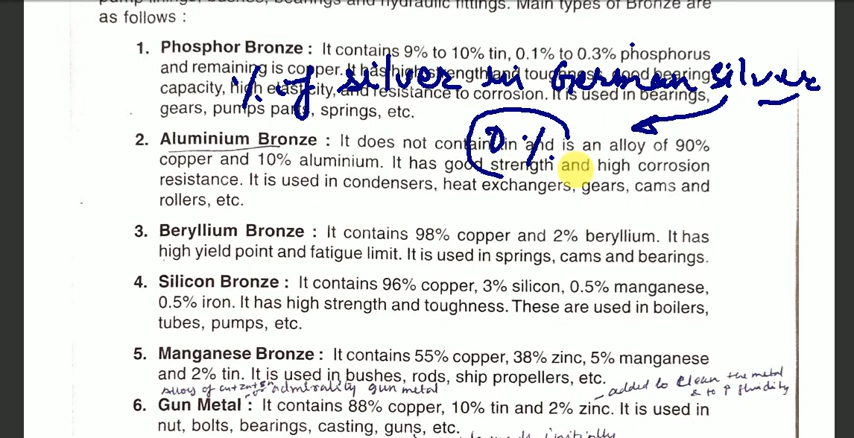 fittings. Main types of Bronze are
as follows :
1. Phosphor Bronze : It contains 9% to 10% tin, 0.1% to 0.3% phosphorus
and remaining is copper. It has high strength and toughness, good bearing
% of silver in German silver
capacity, high elasticity, and resistance to corrosion. It is used in bearings,
gears, pumps parts, springs, etc.
0%
2. Aluminium Bronze : It does not contain tin and is an alloy of 90%
copper and 10% aluminium. It has good strength and high corrosion
resistance. It is used in condensers, heat exchangers, gears, cams and
rollers, etc.
3. Beryllium Bronze : It contains 98% copper and 2% beryllium. It has
high yield point and fatigue limit. It is used in springs, cams and bearings.
4. Silicon Bronze : It contains 96% copper, 3% silicon, 0.5% manganese,
0.5% iron. It has high strength and toughness. These are used in boilers,
tubes, pumps, etc.
5. Manganese Bronze : It contains 55% copper, 38% zinc, 5% manganese
and 2% tin. It is used in bushes, rods, ship propellers, etc.
added to clean the metal
& to ↑ fluidity
gun metal
6. Gun Metal : It contains 88% copper, 10% tin and 2% zinc. It is used in
nut, bolts, bearings, casting, guns, etc.